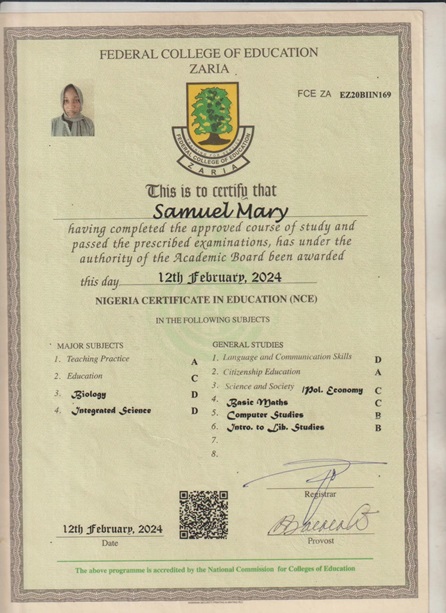 FEDERAL COLLEGE OF EDUCATION
ZARIA
FCE ZA EZ20BIIN169
FEDERAL COLLEGE OF EDUCATION
ZARIA
This is to certify that
Samuel Mary
having completed the approved course of study and
passed the prescribed examinations, has under the
authority of the Academic Board been awarded
this day 12th February, 2024
NIGERIA CERTIFICATE IN EDUCATION (NCE)
IN THE FOLLOWING SUBJECTS
MAJOR SUBJECTS
1. Teaching Practice A
2. Education C
3. Biology D
4. Integrated Science D
GENERAL STUDIES
1. Language and Communication Skills D
2. Citizenship Education A
3. Science and Society /Pol. Economy C
4. Basic Maths C
5. Computer Studies B
6. Intro. to Lib. Studies B
7.
8.
Registrar
12th February, 2024
Date
Provost
The above programme is accredited by the National Commission for Colleges of Education